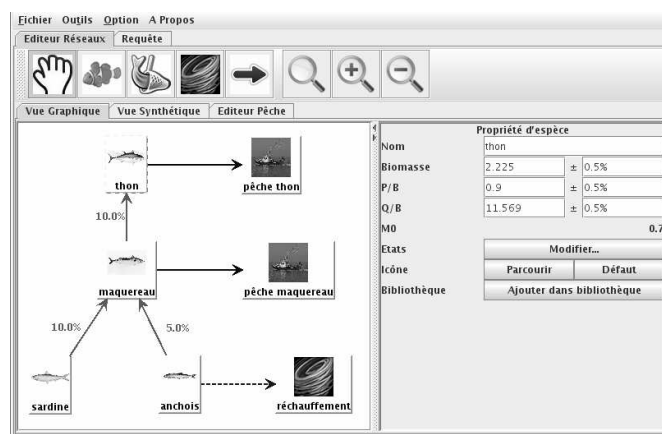 Fichier Outils Option A Propos
Editeur Réseaux Requête
Vue Graphique Vue Synthétique Editeur Pêche
Propriété d'espèce
Nom thon
Biomasse 2.225 ± 0.5%
P/B 0.9 ± 0.5%
Q/B 11.569 ± 0.5%
M0 0.7
Etats Modifier...
Icône Parcourir Défaut
Bibliothèque Ajouter dans bibliothèque
thon pêche thon
10.0%
maquereau pêche maquereau
10.0% 5.0%
sardine anchois réchauffement